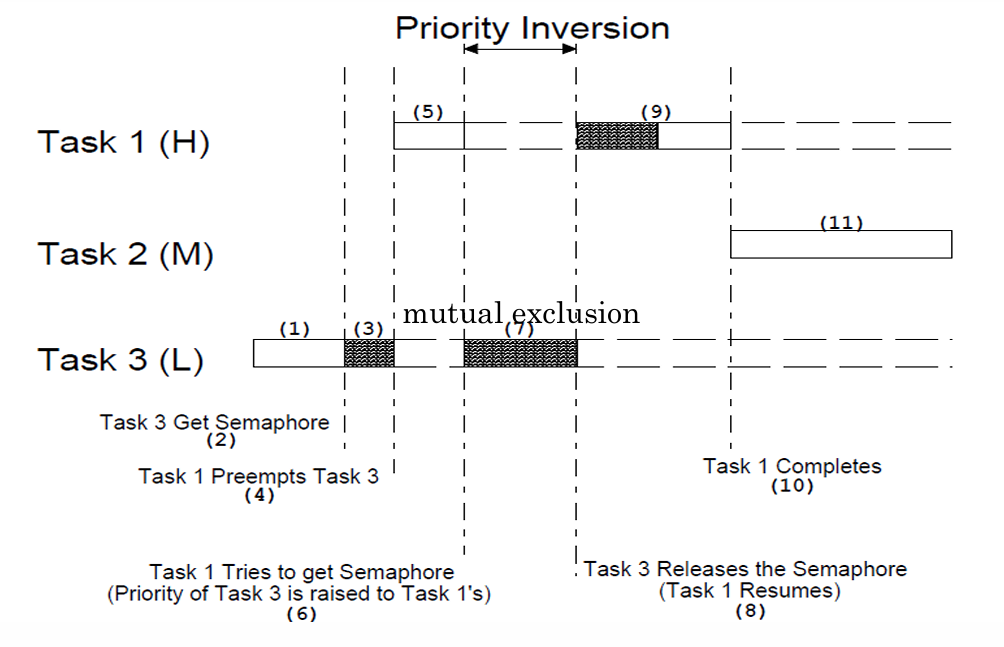 Priority Inversion
(5)
(9)
Task 1 (H)
(11)
Task 2 (M)
mutual exclusion
(1)
(3)
(7)
Task 3 (L)
Task 3 Get Semaphore
(2)
Task 1 Preempts Task 3
(4)
Task 1 Completes
(10)
Task 1 Tries to get Semaphore
(Priority of Task 3 is raised to Task 1's)
(6)
Task 3 Releases the Semaphore
(Task 1 Resumes)
(8)